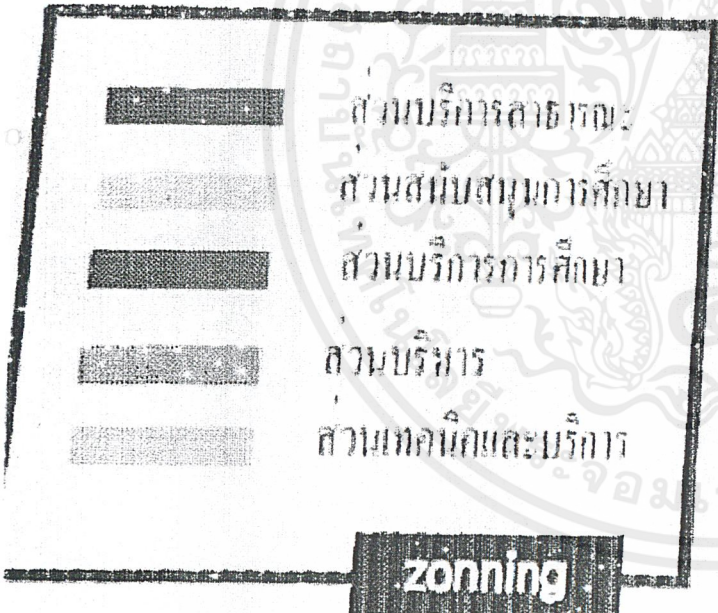 ส่วนบริการสาธารณะ
ส่วนสนับสนุนการศึกษา
ส่วนบริการการศึกษา
ส่วนบริหาร
ส่วนเทคนิคและบริการ
zonning